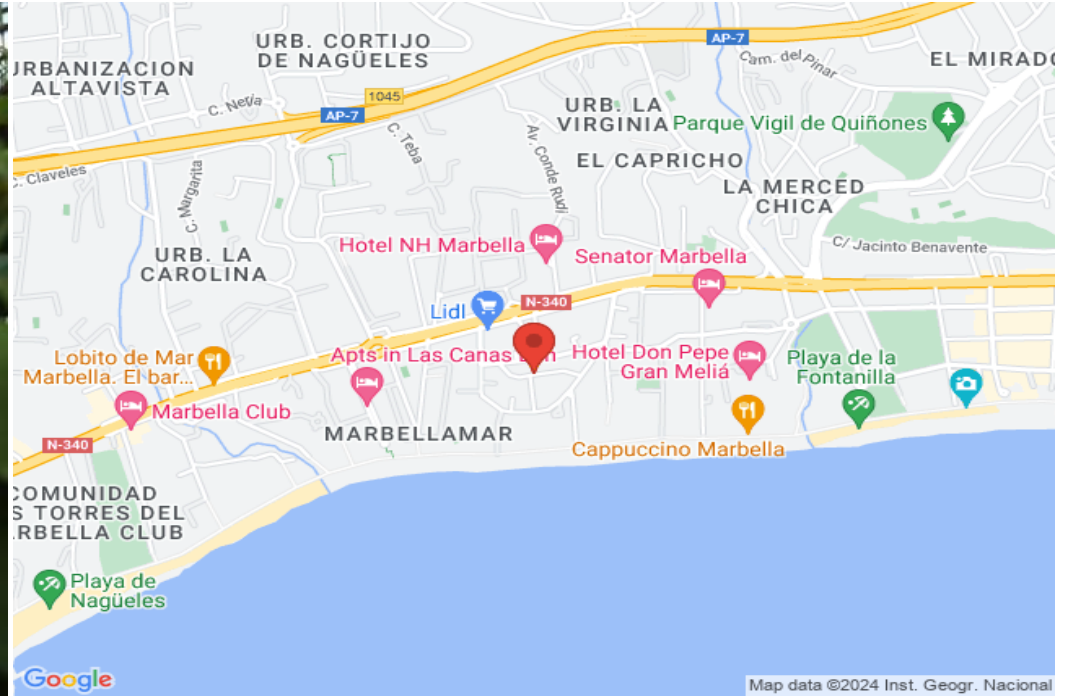 URB. CORTIJO
DE NAGÜELES
AP-7
Cam. del Pinar
EL MIRADO
URBANIZACION
ALTAVISTA
C. Nevia
1045
AP-7
URB. LA
VIRGINIA
Parque Vigil de Quiñones
C. Teba
Av. Conde Rudi
EL CAPRICHO
C. Claveles
C. Margarita
LA MERCED
CHICA
Hotel NH Marbella
C/ Jacinto Benavente
URB. LA
CAROLINA
Senator Marbella
Lidl
N-340
Lobito de Mar
Marbella. El bar...
Apts in Las Canas
Hotel Don Pepe
Gran Meliá
Playa de la
Fontanilla
Marbella Club
MARBELLAMAR
N-340
Cappuccino Marbella
COMUNIDAD
S TORRES DEL
RBELLA CLUB
Playa de
Nagüeles
Google
Map data ©2024 Inst. Geogr. Nacional